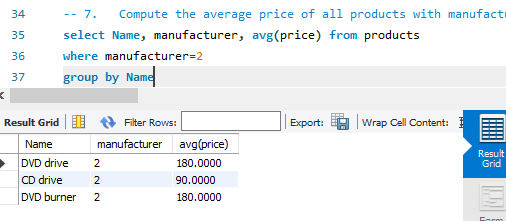 34 -- 7. Compute the average price of all products with manufactu
35 select Name, manufacturer, avg(price) from products
36 where manufacturer=2
37 group by Name
Result Grid Filter Rows: Export: Wrap Cell Content:
Name manufacturer avg(price)
DVD drive 2 180.0000
CD drive 2 90.0000
DVD burner 2 180.0000
Result
Grid